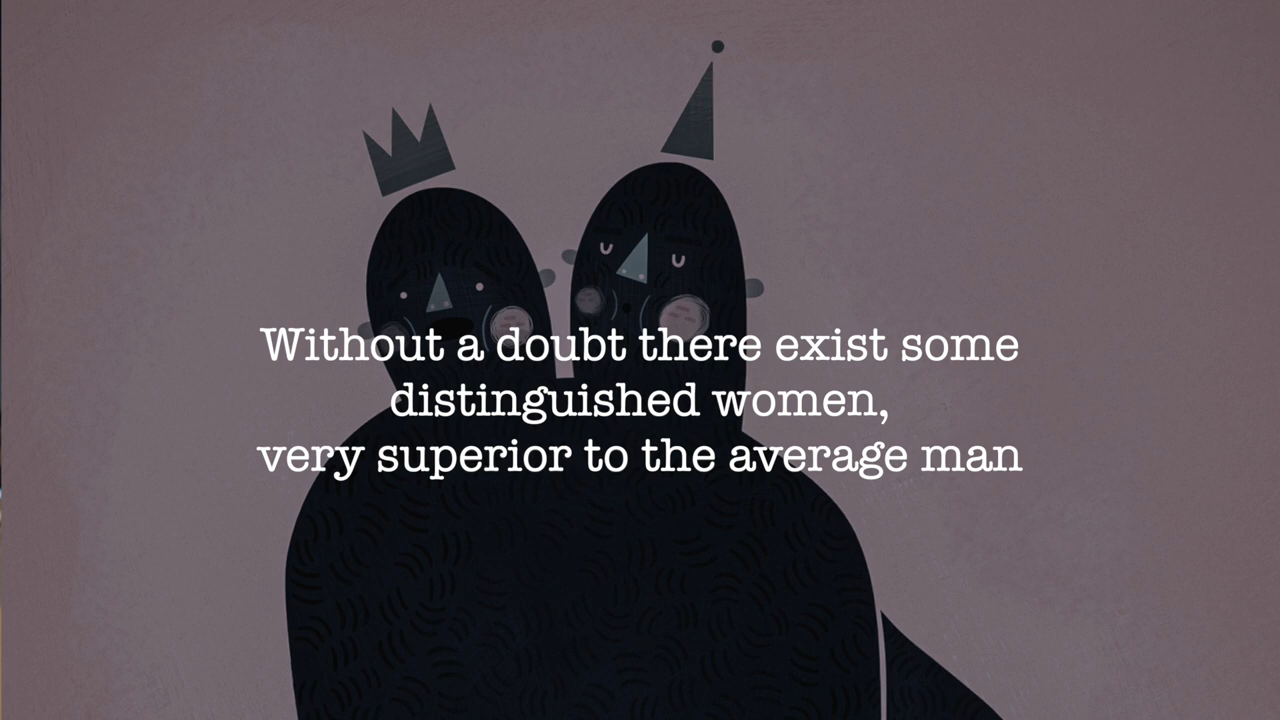 Without a doubt there exist some
distinguished women,
very superior to the average man